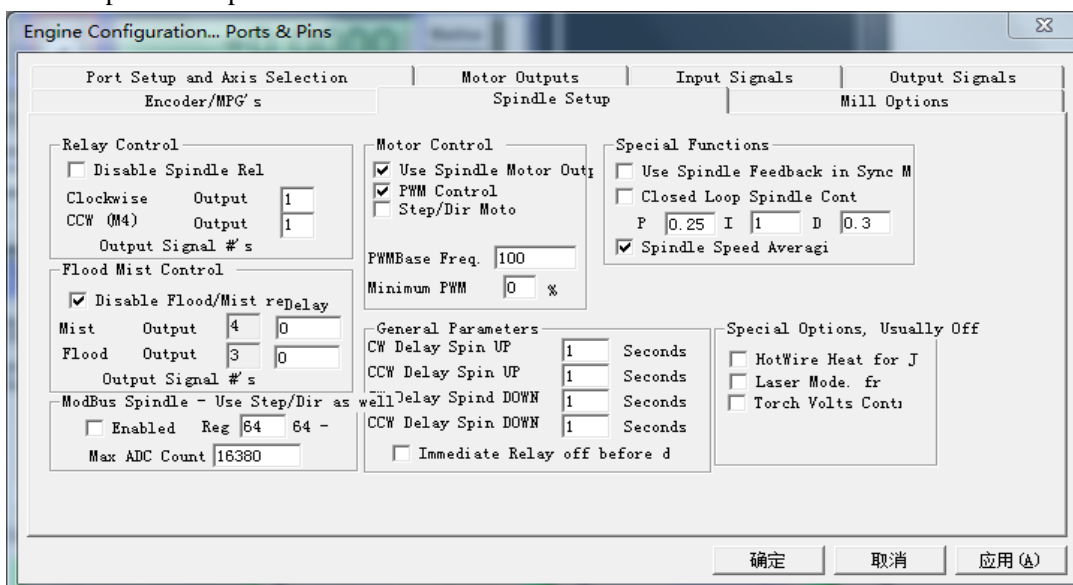 Engine Configuration... Ports & Pins
Port Setup and Axis Selection
Motor Outputs
Input Signals
Output Signals
Encoder/MPG's
Spindle Setup
Mill Options
Relay Control
Disable Spindle Rel
Clockwise Output 1
CCW (M4) Output 1
Output Signal #'s
Flood Mist Control
Disable Flood/Mist re Delay
Mist Output 4 0
Flood Output 3 0
Output Signal #'s
ModBus Spindle - Use Step/Dir as well
Enabled Reg 64 64 -
Max ADC Count 16380
Motor Control
Use Spindle Motor Outp
PWM Control
Step/Dir Moto
PWMBase Freq. 100
Minimum PWM 0 %
General Parameters
CW Delay Spin UP 1 Seconds
CCW Delay Spin UP 1 Seconds
Delay Spind DOWN 1 Seconds
CCW Delay Spin DOWN 1 Seconds
Immediate Relay off before d
Special Functions
Use Spindle Feedback in Sync M
Closed Loop Spindle Cont
P 0.25 I 1 D 0.3
Spindle Speed Averagi
Special Options, Usually Off
HotWire Heat for J
Laser Mode. fr
Torch Volts Contr
确定
取消
应用(A)